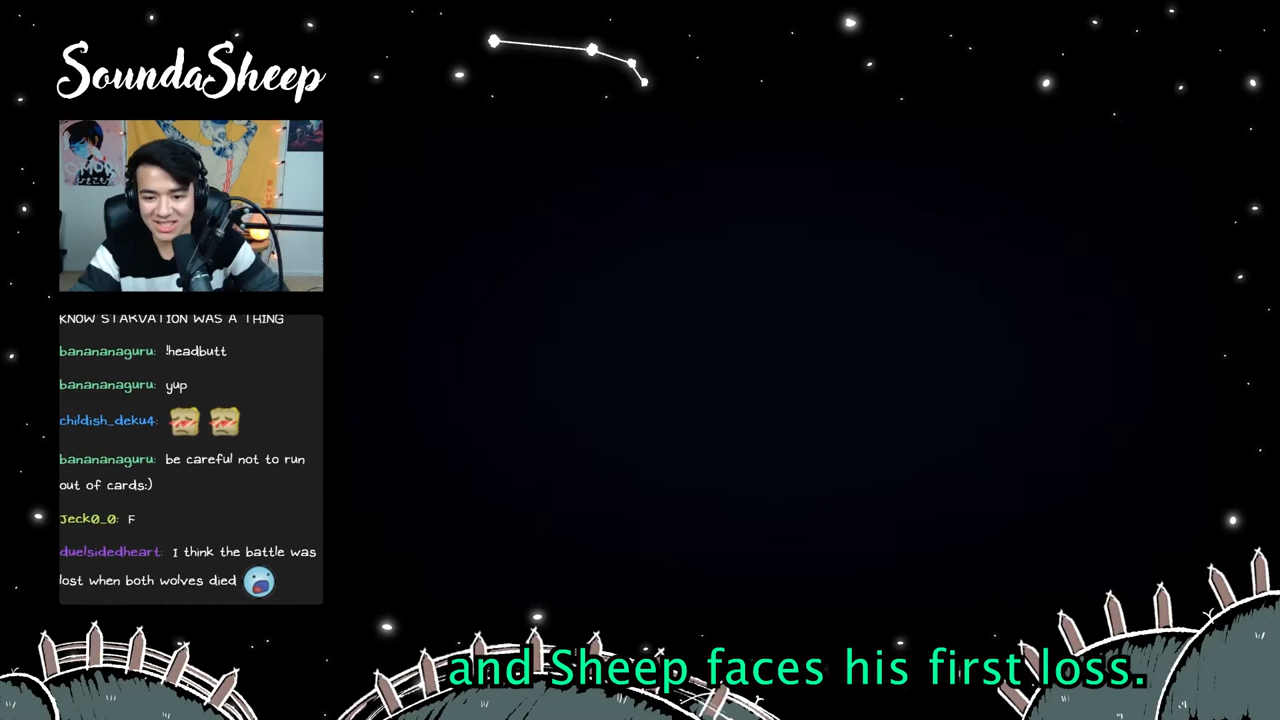 SoundaSheep
KNOW STARVATION WAS A THING
banananaguru: !headbutt
banananaguru: yup
childish_deku4:
banananaguru: be careful not to run
out of cards:)
Jeck0_0: F
duelsidedheart: I think the battle was
lost when both wolves died
and Sheep faces his first loss.